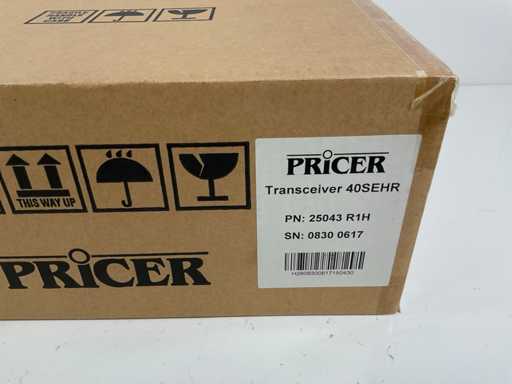 THIS WAY UP
PRiCER
PRiCER
Transceiver 40SEHR
PN: 25043 R1H
SN: 0830 0617